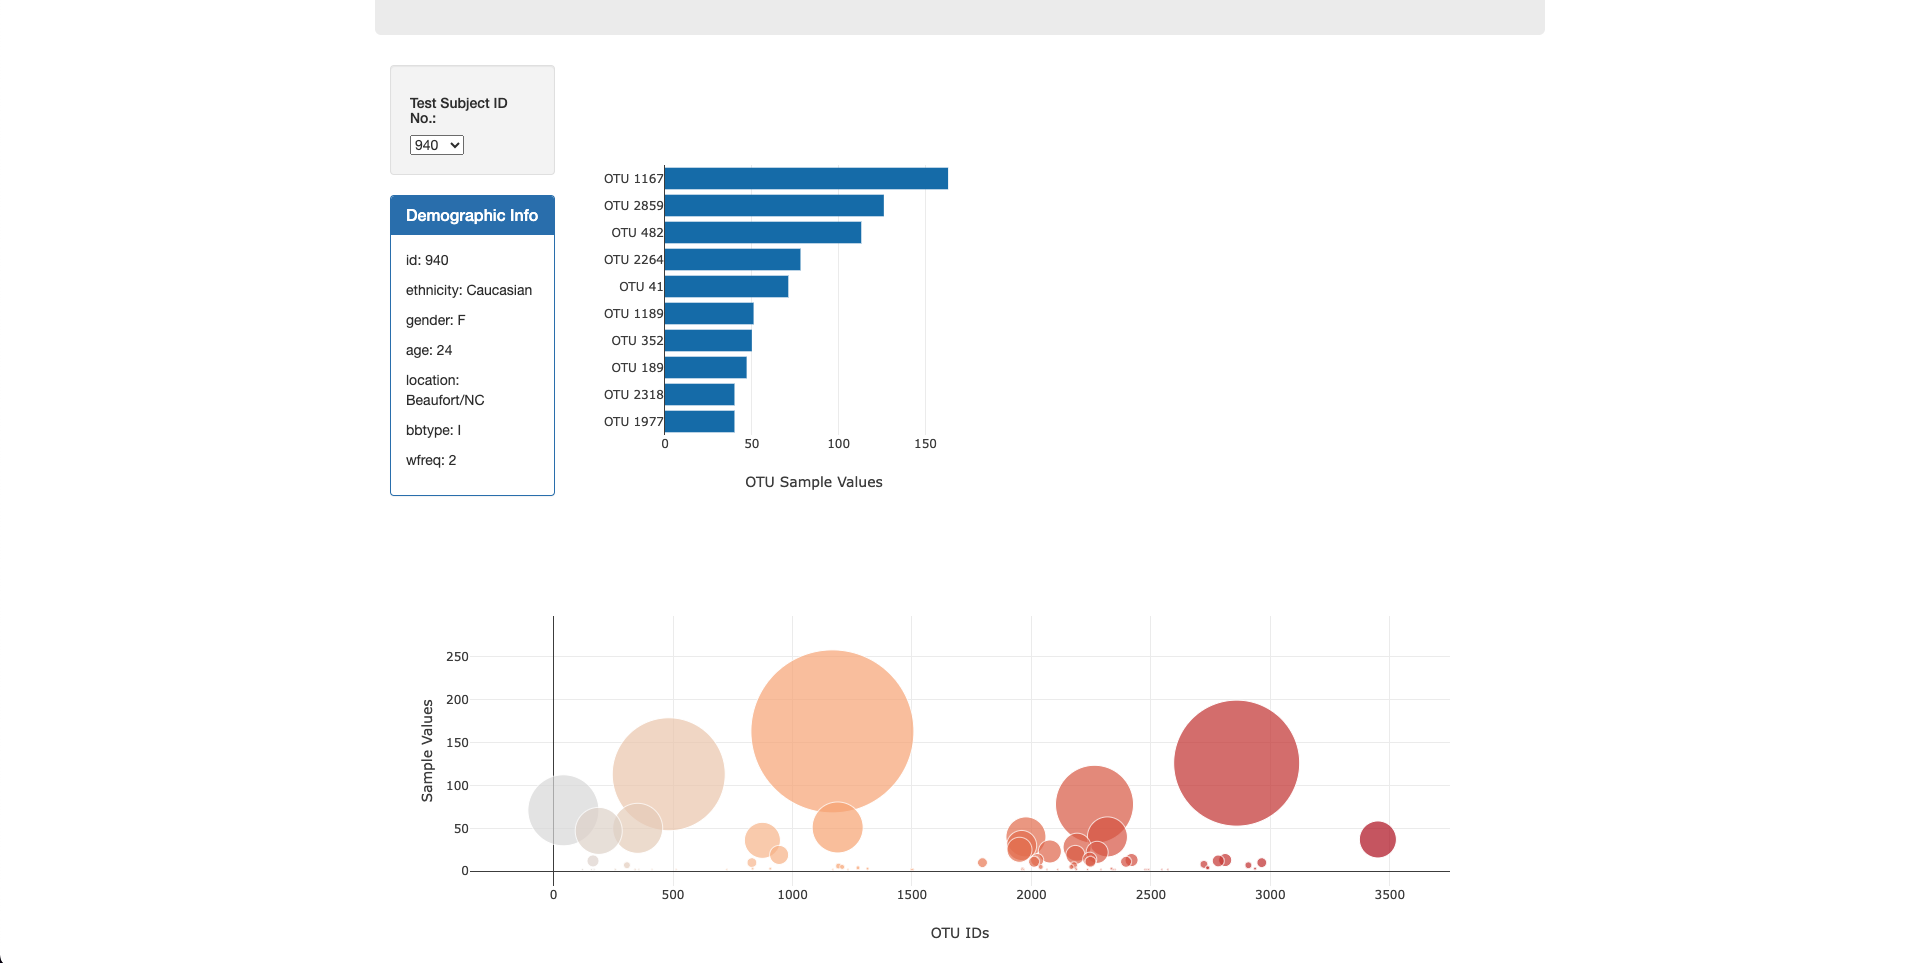 Test Subject ID
No.:
940
Demographic Info
id: 940
ethnicity: Caucasian
gender: F
age: 24
location:
Beaufort/NC
bbtype: I
wfreq: 2
OTU 1167
OTU 2859
OTU 482
OTU 2264
OTU 41
OTU 1189
OTU 352
OTU 189
OTU 2318
OTU 1977
0 50 100 150
OTU Sample Values
250
200
150
100
50
0
Sample Values
0 500 1000 1500 2000 2500 3000 3500
OTU IDs